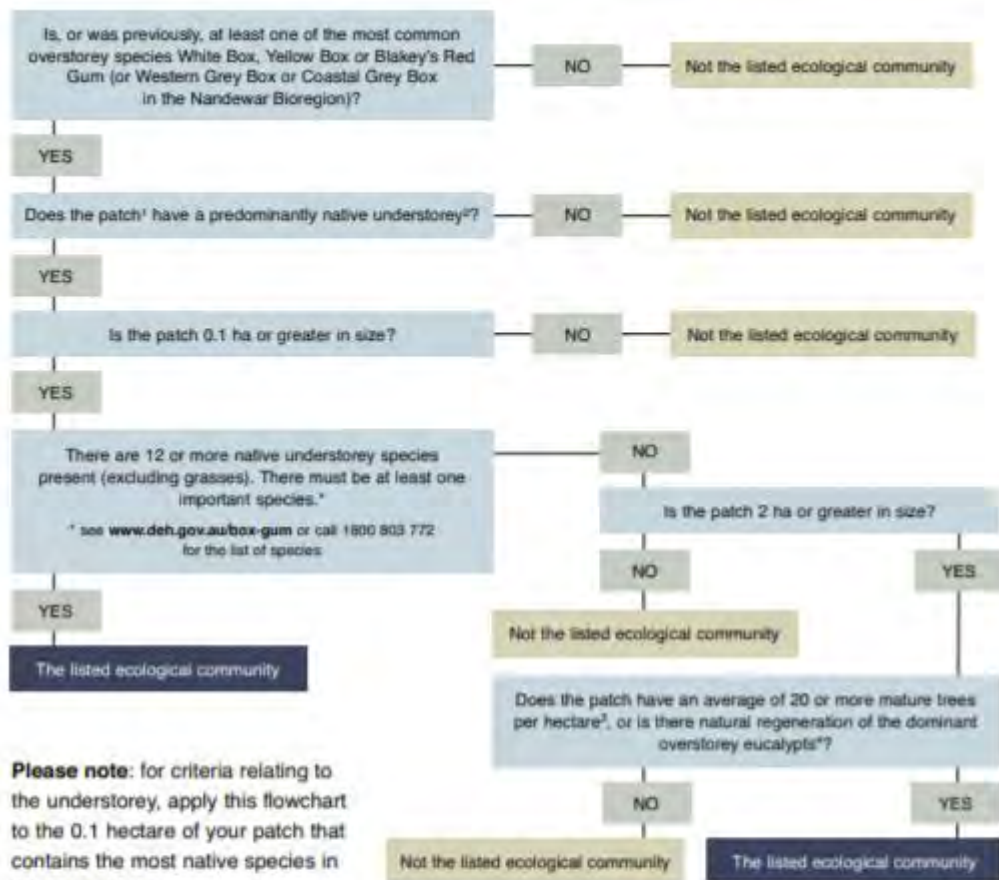 Is, or was previously, at least one of the most common
overstorey species White Box, Yellow Box or Blakey's Red
Gum (or Western Grey Box or Coastal Grey Box
in the Nandewar Bioregion)?
NO
Not the listed ecological community
YES
Does the patch¹ have a predominantly native understorey²?
NO
Not the listed ecological community
YES
Is the patch 0.1 ha or greater in size?
NO
Not the listed ecological community
YES
There are 12 or more native understorey species
present (excluding grasses). There must be at least one
important species.*
* see www.deh.gov.au/box-gum or call 1800 803 772
for the list of species
NO
Is the patch 2 ha or greater in size?
NO
YES
YES
Not the listed ecological community
The listed ecological community
Does the patch have an average of 20 or more mature trees
per hectare³, or is there natural regeneration of the dominant
overstorey eucalypts⁴?
NO
YES
Not the listed ecological community
The listed ecological community
Please note: for criteria relating to
the understorey, apply this flowchart
to the 0.1 hectare of your patch that
contains the most native species in